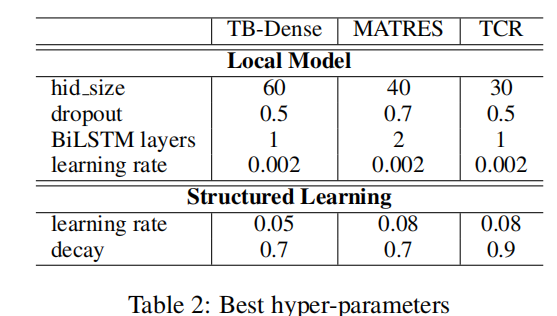 TB-Dense MATRES TCR
Local Model
hid_size 60 40 30
dropout 0.5 0.7 0.5
BiLSTM layers 1 2 1
learning rate 0.002 0.002 0.002
Structured Learning
learning rate 0.05 0.08 0.08
decay 0.7 0.7 0.9
Table 2: Best hyper-parameters